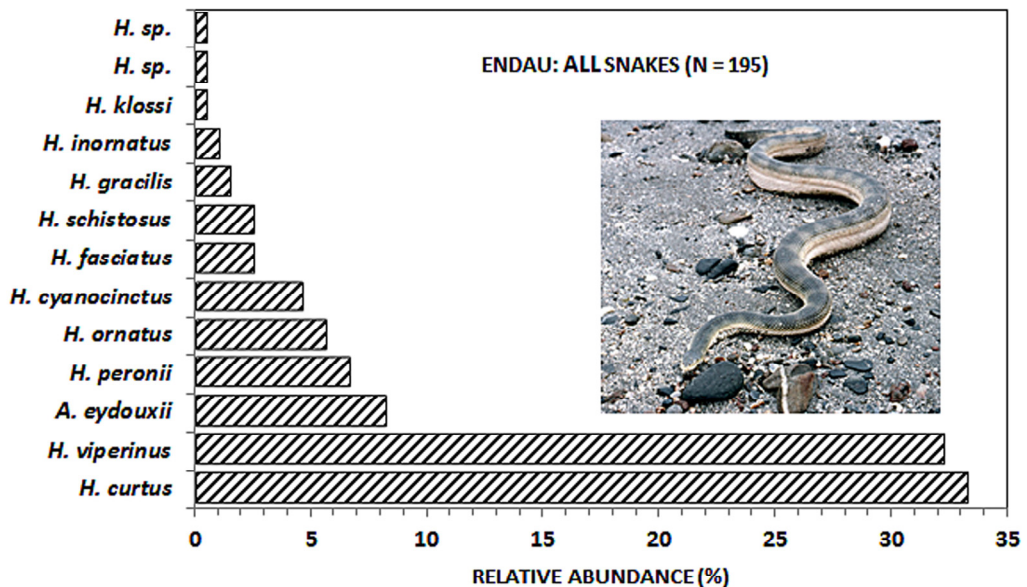 H. sp.
H. sp.
H. klossi
H. inornatus
H. gracilis
H. schistosus
H. fasciatus
H. cyanocinctus
H. ornatus
H. peronii
A. eydouxii
H. viperinus
H. curtus
ENDAU: ALL SNAKES (N = 195)
0 5 10 15 20 25 30 35
RELATIVE ABUNDANCE (%)